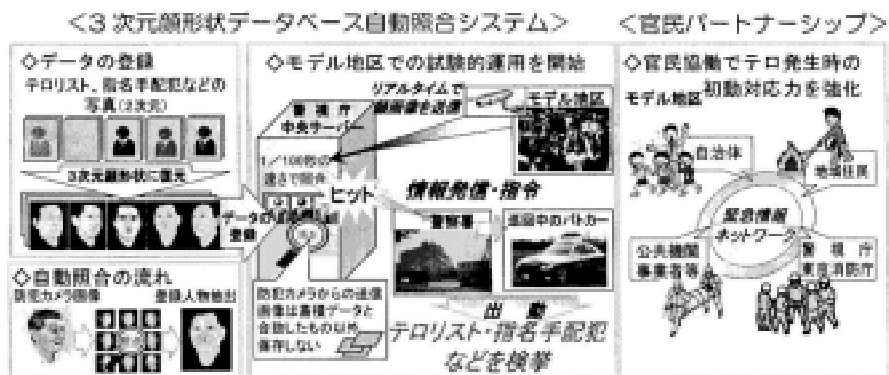 <3次元顔形状データベース自動照合システム>
<官民パートナーシップ>
◇データの登録
テロリスト、指名手配犯などの
写真(2次元)
3次元顔形状に復元
◇自動照合の流れ
防犯カメラ画像
登録人物抽出
◇モデル地区での試験的運用を開始
警視庁
中央サーバー
リアルタイムで
モデル地区
1/100秒の
速さで照合
ヒット
登録
情報発信・指令
警察署
巡回中のパトカー
防犯カメラからの送信
画像は蓄積データと
合致したもの以外
保存しない
出動
テロリスト・指名手配犯
などを検挙
◇官民協働でテロ発生時の
初動対応力を強化
モデル地区
自治体
地域住民
緊急情報
ネットワーク
公共機関
事業者等
警視庁
東京消防庁